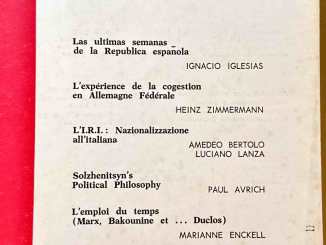 Las ultimas semanas
de la Republica española
IGNACIO IGLESIAS
L'expérience de la cogestion
en Allemagne Fédérale
HEINZ ZIMMERMANN
L'I.R.I.: Nazionalizzazione
all'italiana
AMEDEO BERTOLO
LUCIANO LANZA
Solzhenitsyn's
Political Philosophy
PAUL AVRICH
L'emploi du temps
(Marx, Bakounine et ... Duclos)
MARIANNE ENCKELL